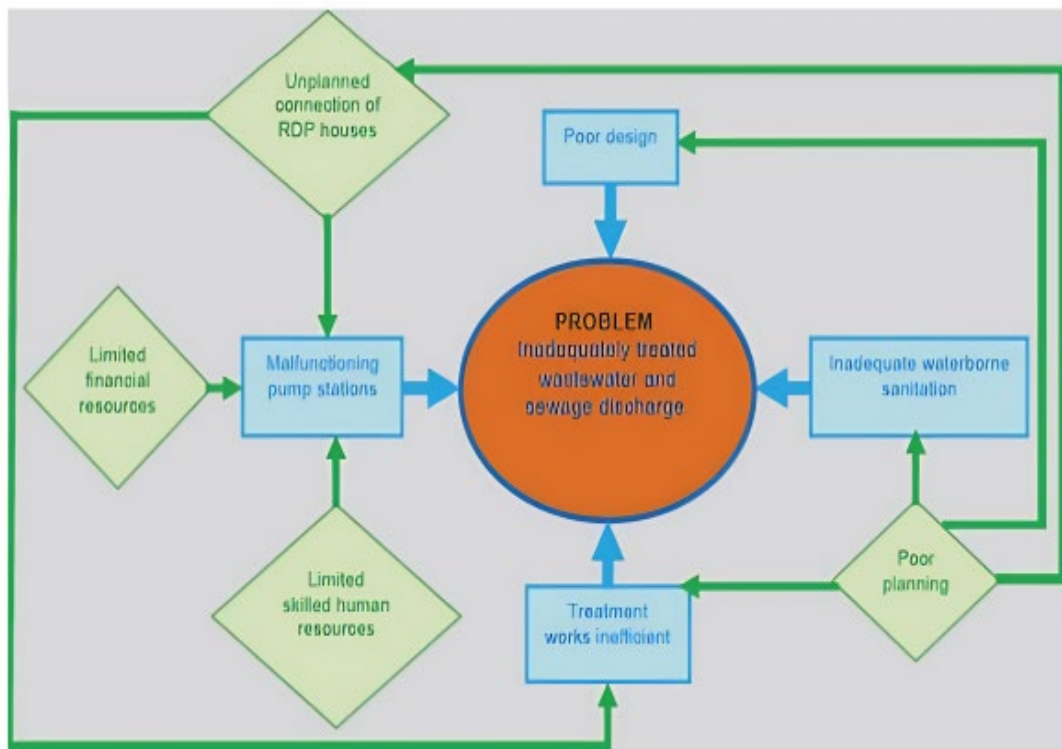 Unplanned
connection of
RDP houses
Poor design
PROBLEM
Inadequately treated
wastewater and
sewage discharge
Limited
financial
resources
Malfunctioning
pump stations
Inadequate waterborne
sanitation
Limited
skilled human
resources
Treatment
works inefficient
Poor
planning